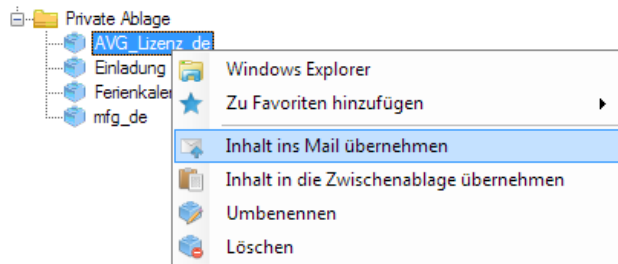 Private Ablage
AVG_Lizenz_de
Einladung
Windows Explorer
Ferienkaler
Zu Favoriten hinzufügen
mfg_de
Inhalt ins Mail übernehmen
Inhalt in die Zwischenablage übernehmen
Umbenennen
Löschen